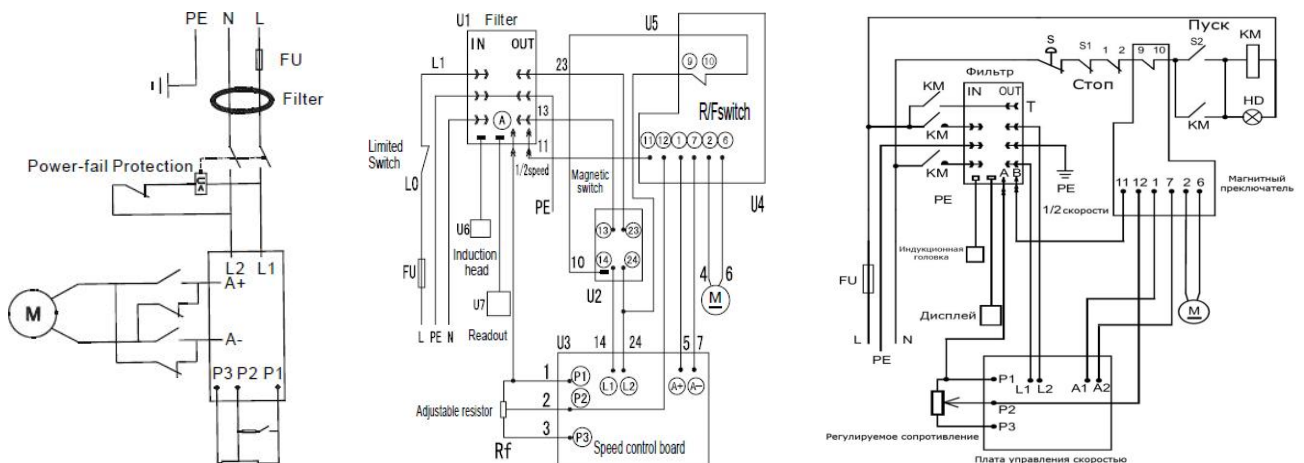 PE N L
FU
Filter
Power-fail Protection
L2 L1
A+
M
A-
P3 P2 P1
U1 Filter
IN OUT
L1
23
U5
9 10
R/Fswitch
13
A
11 12 1 7 2 6
Limited
Switch
11
1/2speed
Magnetic
switch
L0
PE
U4
U6
13 23
Induction
head
10
14 24
FU
U7
U2
4 6
M
Readout
L PE N
U3
14 24 5 7
1
P1
L1 L2 A+ A-
Adjustable resistor
2
P2
3
P3
Rf
Speed control board
Пуск
S
S1 1 2 9 10
S2
KM
Стоп
Фильтр
IN OUT
KM
T
KM
HD
KM
KM
A B
PE
PE
11 12 1 7 2 6
Магнитный
преключатель
1/2 скорости
Индукционная
головка
FU
Дисплей
M
L
N
PE
P1
L1 L2
A1 A2
P2
P3
Регулируемое сопротивление
Плата управления скоростью